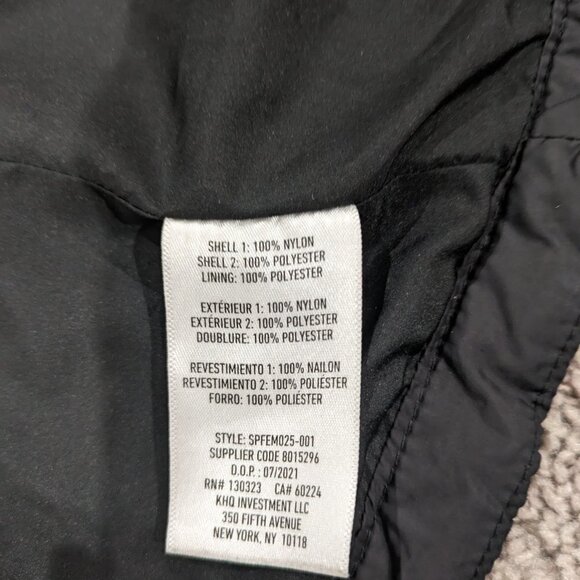 SHELL 1: 100% NYLON
SHELL 2: 100% POLYESTER
LINING: 100% POLYESTER
EXTÉRIEUR 1: 100% NYLON
EXTÉRIEUR 2: 100% POLYESTER
DOUBLURE: 100% POLYESTER
REVESTIMIENTO 1: 100% NAILON
REVESTIMIENTO 2: 100% POLIÉSTER
FORRO: 100% POLIÉSTER
STYLE: SPFEM025-001
SUPPLIER CODE 8015296
D.O.P.: 07/2021
RN# 130323 CA# 60224
KHQ INVESTMENT LLC
350 FIFTH AVENUE
NEW YORK, NY 10118